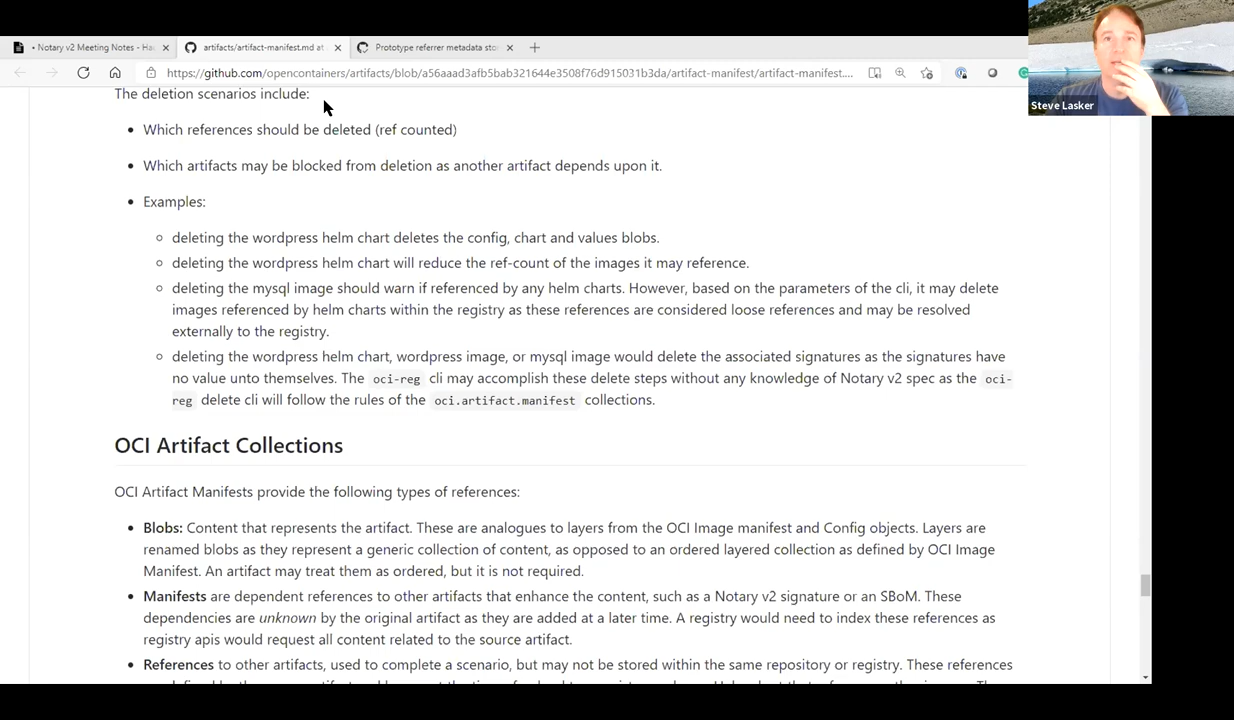 Notary v2 Meeting Notes - Ha
artifacts/artifact-manifest.md at
Prototype referrer metadata sto
https://github.com/opencontainers/artifacts/blob/a56aaad3afb5bab321644e3508f76d915031b3da/artifact-manifest/artifact-manifest....
Steve Lasker
The deletion scenarios include:
Which references should be deleted (ref counted)
Which artifacts may be blocked from deletion as another artifact depends upon it.
Examples:
deleting the wordpress helm chart deletes the config, chart and values blobs.
deleting the wordpress helm chart will reduce the ref-count of the images it may reference.
deleting the mysql image should warn if referenced by any helm charts. However, based on the parameters of the cli, it may delete
images referenced by helm charts within the registry as these references are considered loose references and may be resolved
externally to the registry.
deleting the wordpress helm chart, wordpress image, or mysql image would delete the associated signatures as the signatures have
no value unto themselves. The oci-reg cli may accomplish these delete steps without any knowledge of Notary v2 spec as the oci-
reg delete cli will follow the rules of the oci.artifact.manifest collections.
OCI Artifact Collections
OCI Artifact Manifests provide the following types of references:
Blobs: Content that represents the artifact. These are analogues to layers from the OCI Image manifest and Config objects. Layers are
renamed blobs as they represent a generic collection of content, as opposed to an ordered layered collection as defined by OCI Image
Manifest. An artifact may treat them as ordered, but it is not required.
Manifests are dependent references to other artifacts that enhance the content, such as a Notary v2 signature or an SBoM. These
dependencies are unknown by the original artifact as they are added at a later time. A registry would need to index these references as
registry apis would request all content related to the source artifact.
References to other artifacts, used to complete a scenario, but may not be stored within the same repository or registry. These references